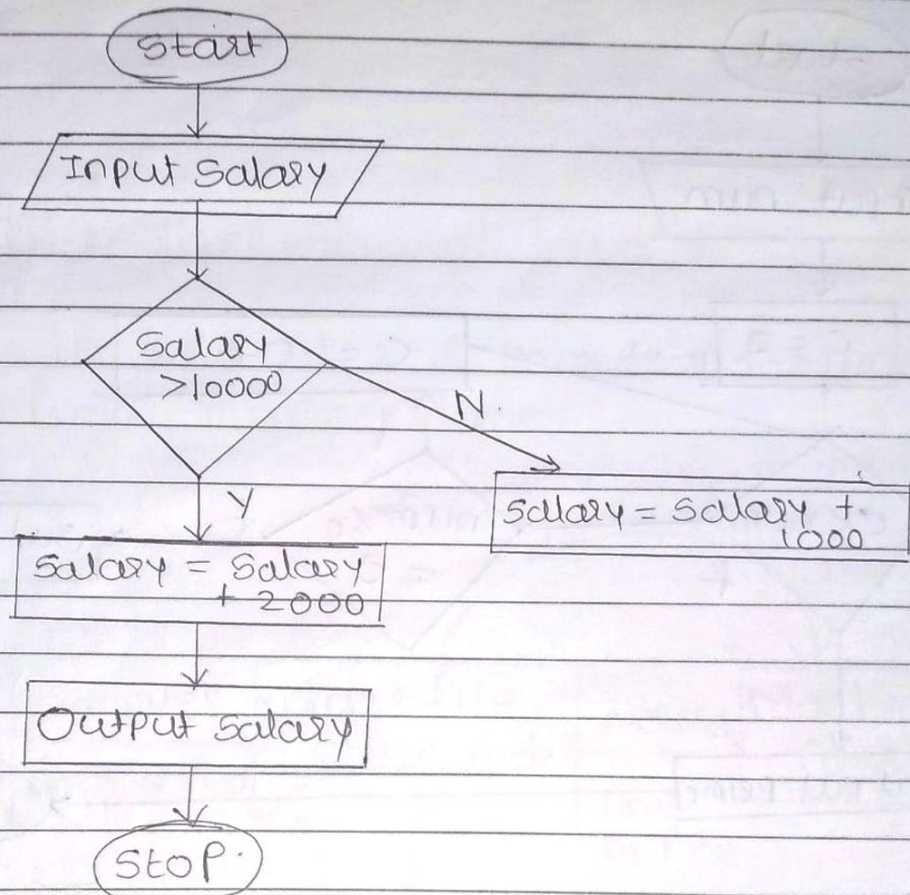 Start
Input Salary
Salary
>10000
N
Y
Salary = Salary +
1000
Salary = Salary
+ 2000
Output Salary
Stop.